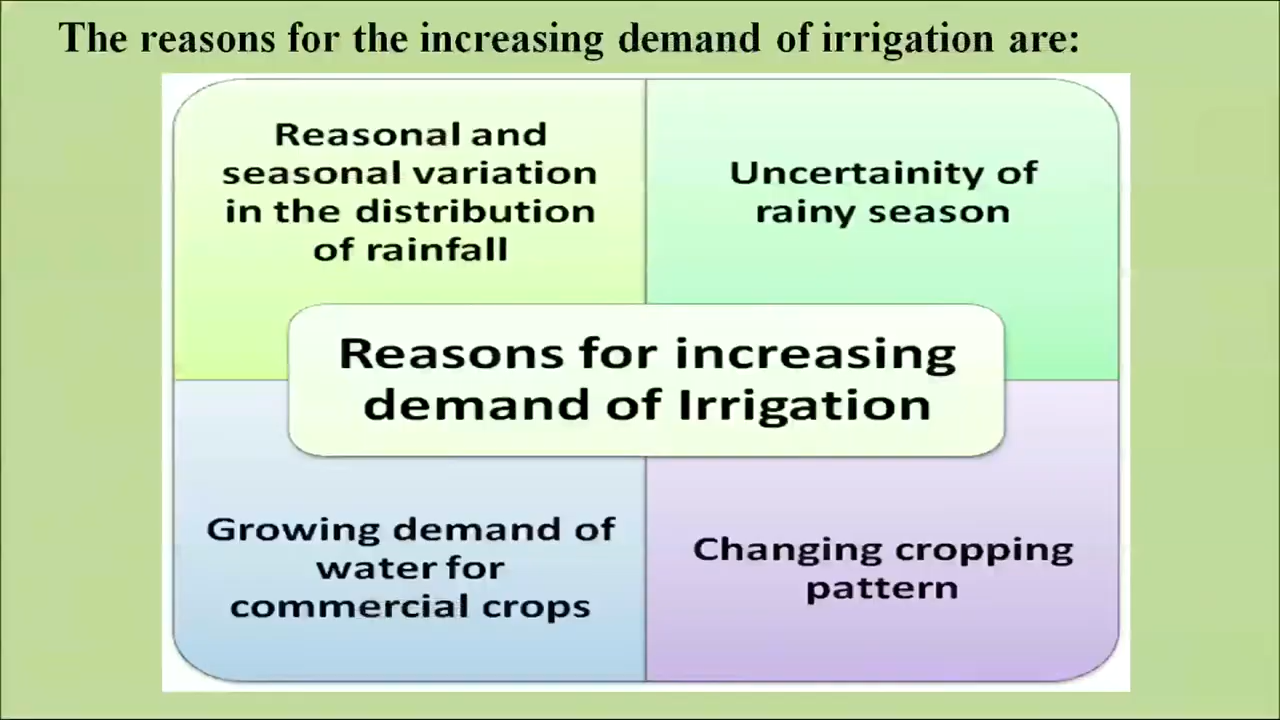 The reasons for the increasing demand of irrigation are:
Reasonal and
seasonal variation
in the distribution
of rainfall
Uncertainity of
rainy season
Reasons for increasing
demand of Irrigation
Growing demand of
water for
commercial crops
Changing cropping
pattern